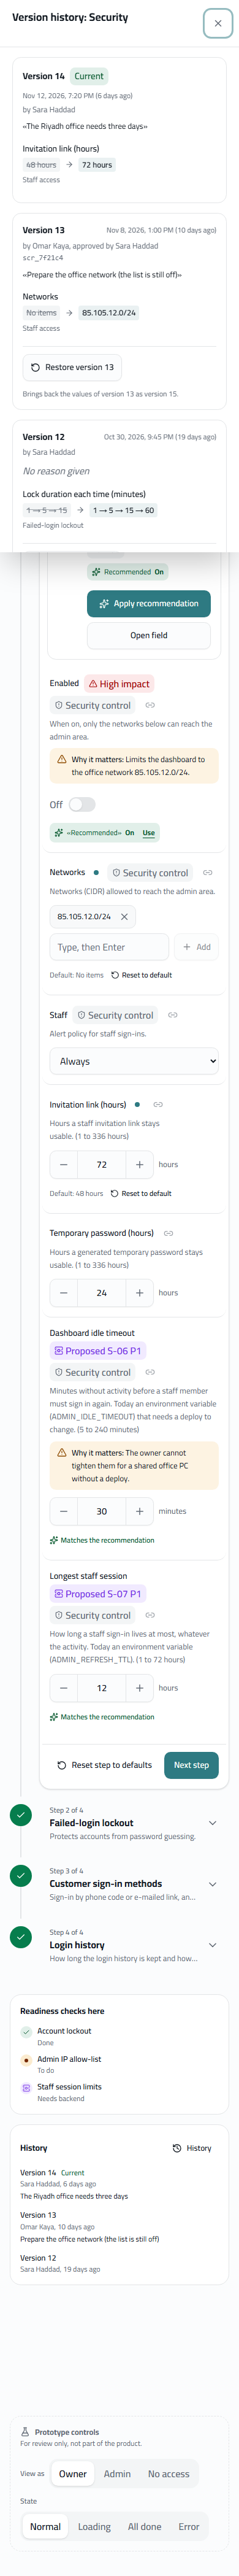 Version history: Security
Version 14 Current
Nov 12, 2026, 7:20 PM (6 days ago)
by Sara Haddad
«The Riyadh office needs three days»
Invitation link (hours)
48 hours → 72 hours
Staff access
Version 13 Nov 8, 2026, 1:00 PM (10 days ago)
by Omar Kaya, approved by Sara Haddad
scr_7f21c4
«Prepare the office network (the list is still off)»
Networks
No items → 85.105.12.0/24
Staff access
Restore version 13
Brings back the values of version 13 as version 15.
Version 12 Oct 30, 2026, 9:45 PM (19 days ago)
by Sara Haddad
No reason given
Lock duration each time (minutes)
1 → 5 → 15 → 1 → 5 → 15 → 60
Failed-login lockout
Recommended On
Apply recommendation
Open field
Enabled High impact
Security control
When on, only the networks below can reach the
admin area.
Why it matters: Limits the dashboard to
the office network 85.105.12.0/24.
Off
«Recommended» On Use
Networks Security control
Networks (CIDR) allowed to reach the admin area.
85.105.12.0/24
Type, then Enter Add
Default: No items Reset to default
Staff Security control
Alert policy for staff sign-ins.
Always
Invitation link (hours)
Hours a staff invitation link stays
usable. (1 to 336 hours)
72 hours
Default: 48 hours Reset to default
Temporary password (hours)
Hours a generated temporary password stays
usable. (1 to 336 hours)
24 hours
Dashboard idle timeout
Proposed S-06 P1
Security control
Minutes without activity before a staff member
must sign in again. Today an environment variable
(ADMIN_IDLE_TIMEOUT) that needs a deploy to
change. (5 to 240 minutes)
Why it matters: The owner cannot
tighten them for a shared office PC
without a deploy.
30 minutes
Matches the recommendation
Longest staff session
Proposed S-07 P1
Security control
How long a staff sign-in lives at most, whatever
the activity. Today an environment variable
(ADMIN_REFRESH_TTL). (1 to 72 hours)
12 hours
Matches the recommendation
Reset step to defaults Next step
Step 2 of 4
Failed-login lockout
Protects accounts from password guessing.
Step 3 of 4
Customer sign-in methods
Sign-in by phone code or e-mailed link, an…
Step 4 of 4
Login history
How long the login history is kept and how…
Readiness checks here
Account lockout
Done
Admin IP allow-list
To do
Staff session limits
Needs backend
History History
Version 14 Current
Sara Haddad, 6 days ago
The Riyadh office needs three days
Version 13
Omar Kaya, 10 days ago
Prepare the office network (the list is still off)
Version 12
Sara Haddad, 19 days ago
Prototype controls
For review only, not part of the product.
View as Owner Admin No access
State
Normal Loading All done Error